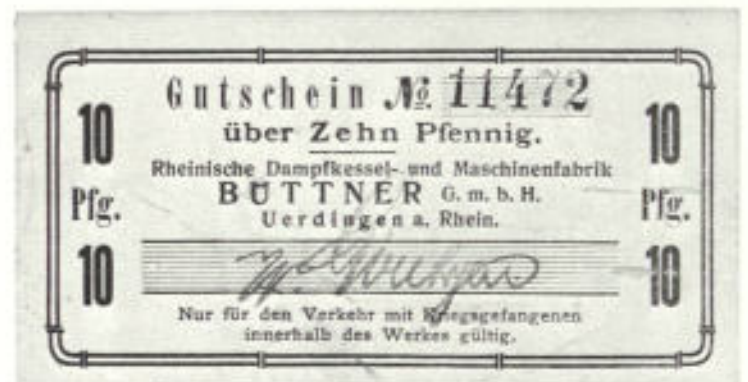 Gutschein № 11472
über Zehn Pfennig.
Rheinische Dampfkessel- und Maschinenfabrik
BÜTTNER G. m. b. H.
Uerdingen a. Rhein.
Nur für den Verkehr mit Kriegsgefangenen
innerhalb des Werkes gültig.
10
Pfg.
10
10
Pfg.
10